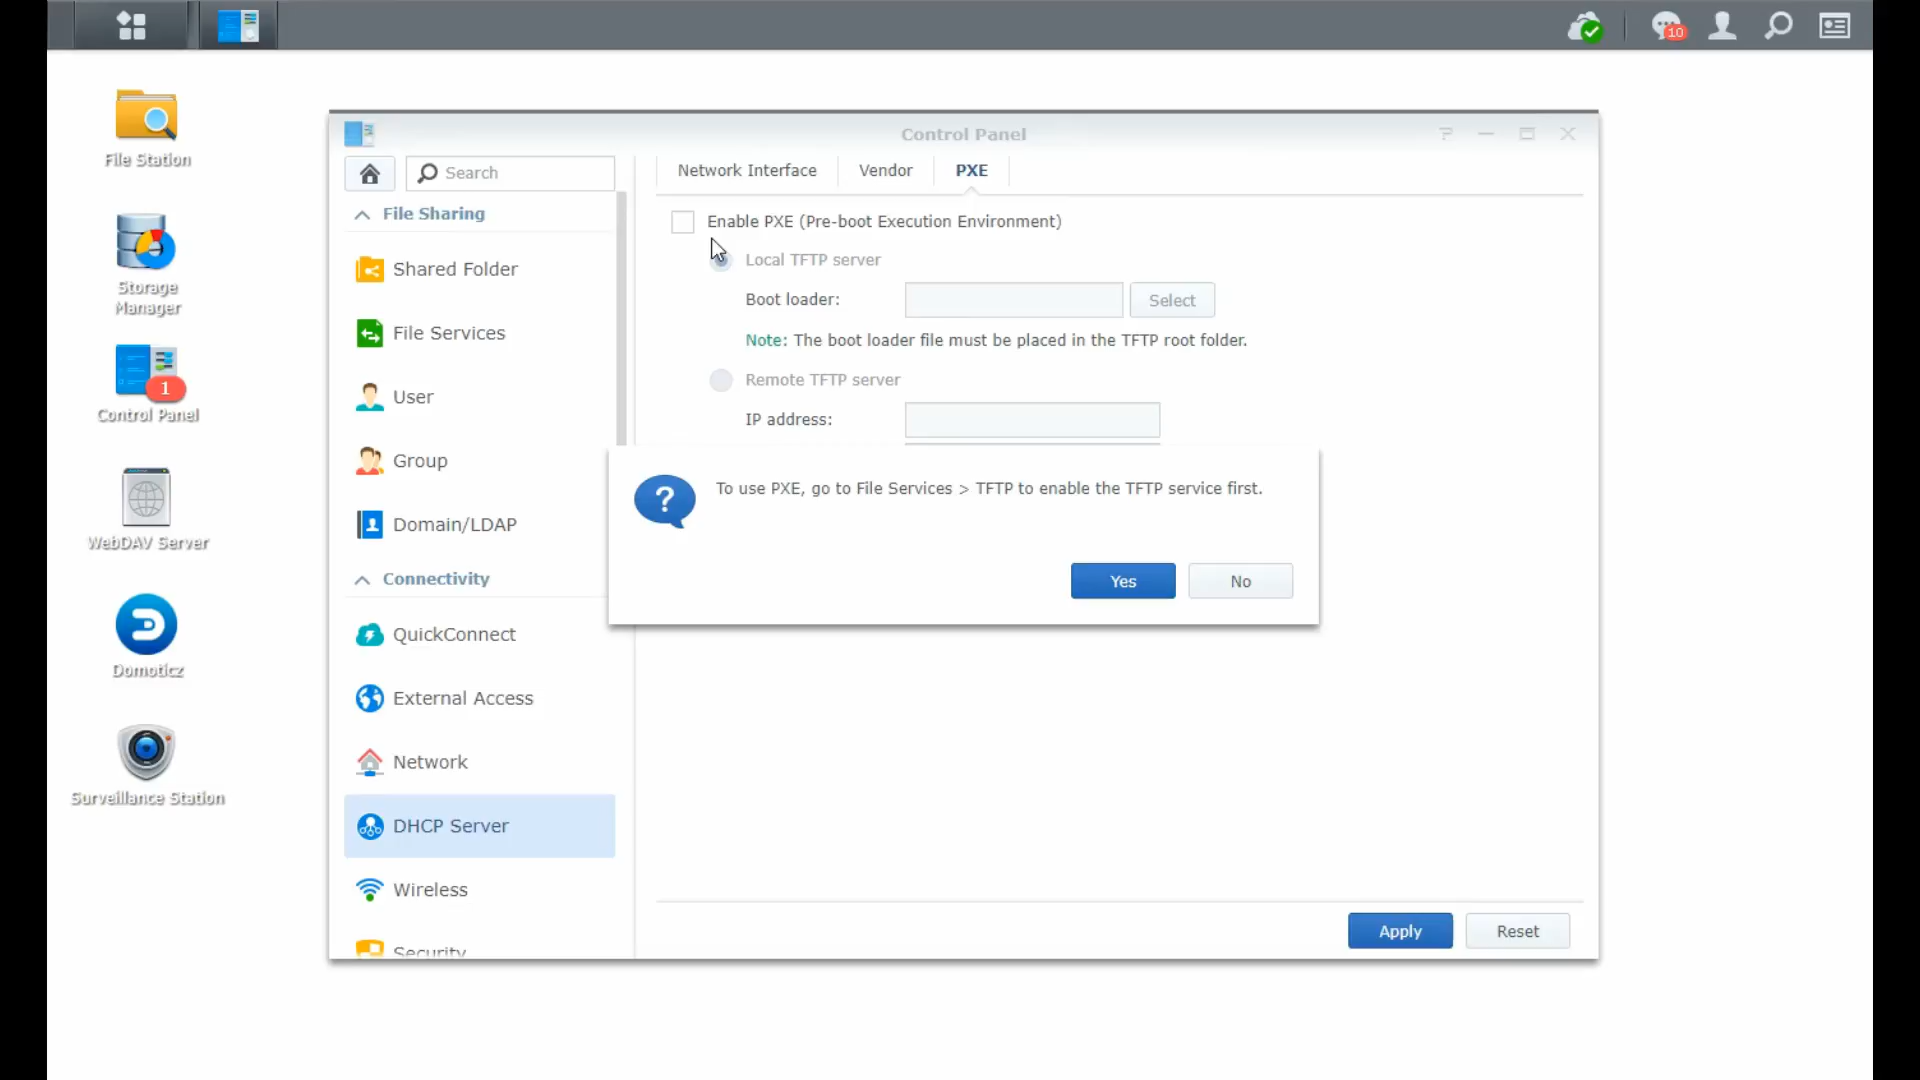 10
File Station
Storage
Manager
1
Control Panel
WebDAV Server
Domoticz
Surveillance Station
Control Panel
Search
File Sharing
Shared Folder
File Services
User
Group
Domain/LDAP
Connectivity
QuickConnect
External Access
Network
DHCP Server
Wireless
Security
Network Interface
Vendor
PXE
Enable PXE (Pre-boot Execution Environment)
Local TFTP server
Boot loader:
Select
Note: The boot loader file must be placed in the TFTP root folder.
Remote TFTP server
IP address:
To use PXE, go to File Services > TFTP to enable the TFTP service first.
Yes
No
Apply
Reset